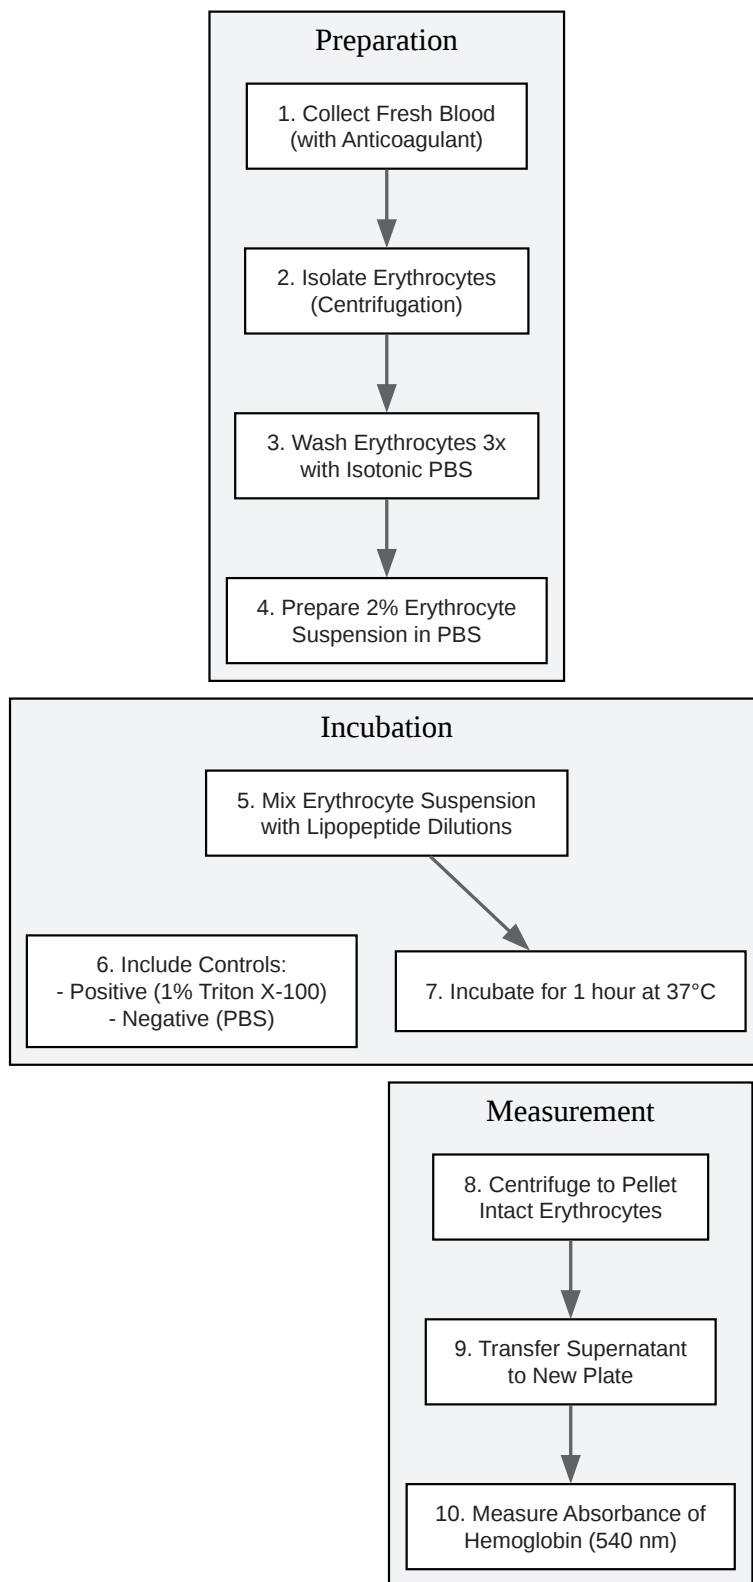 Preparation
1. Collect Fresh Blood
(with Anticoagulant)
2. Isolate Erythrocytes
(Centrifugation)
3. Wash Erythrocytes 3x
with Isotonic PBS
4. Prepare 2% Erythrocyte
Suspension in PBS
Incubation
5. Mix Erythrocyte Suspension
with Lipopeptide Dilutions
6. Include Controls:
- Positive (1% Triton X-100)
- Negative (PBS)
7. Incubate for 1 hour at 37°C
Measurement
8. Centrifuge to Pellet
Intact Erythrocytes
9. Transfer Supernatant
to New Plate
10. Measure Absorbance of
Hemoglobin (540 nm)